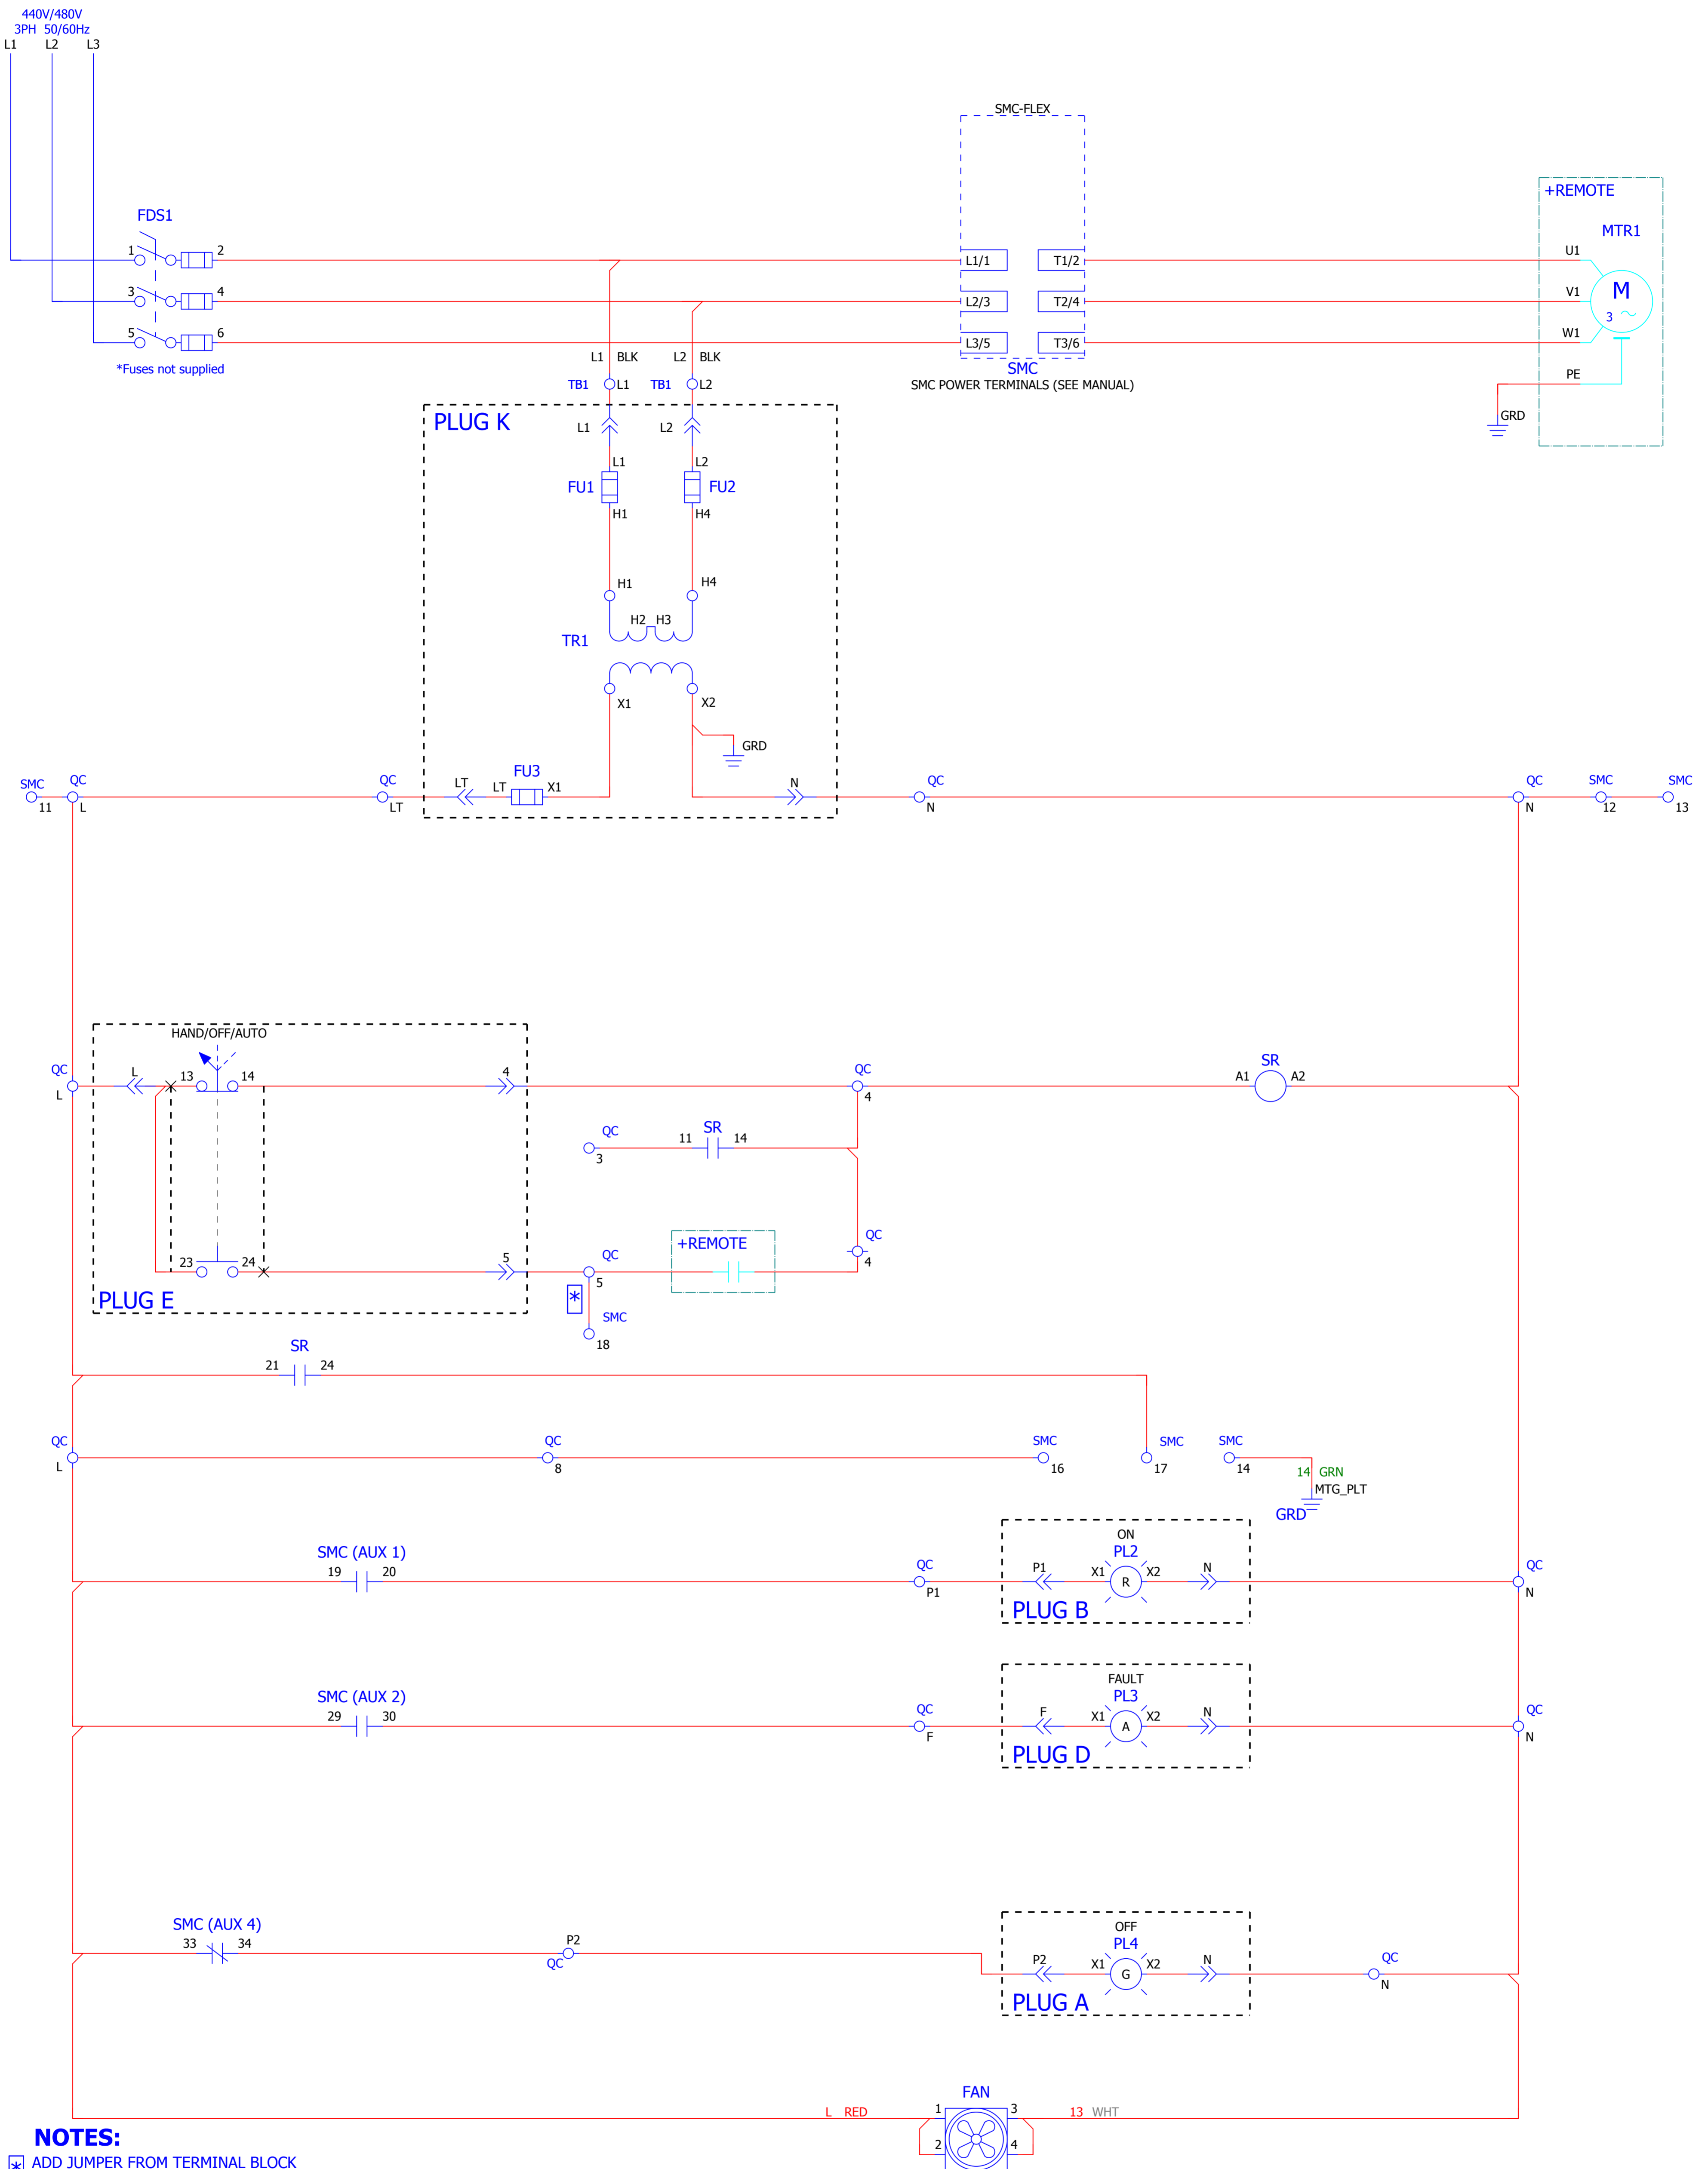 440V/480V
3PH 50/60Hz
L1 L2 L3
SMC-FLEX
+REMOTE
FDS1
MTR1
1 2 L1/1 T1/2 U1
3 4 L2/3 T2/4 V1
M
3
5 6 L3/5 T3/6 W1
*Fuses not supplied
L1 BLK L2 BLK
SMC
SMC POWER TERMINALS (SEE MANUAL)
PE
TB1 L1 TB1 L2
GRD
PLUG K
L1 L2
L1 L2
FU1 FU2
H1 H4
H1 H4
H2 H3
TR1
X1 X2
GRD
SMC QC QC LT LT FU3 X1 N QC QC SMC SMC
11 L LT N N 12 13
HAND/OFF/AUTO
QC L 13 14 4 QC A1 SR A2
L 4
QC 11 SR 14
3
+REMOTE
QC
4
23 24 5 QC
5
PLUG E
*
SMC
18
SR
21 24
QC QC SMC SMC SMC
L 8 16 17 14
14 GRN
MTG_PLT
GRD
SMC (AUX 1)
19 20
ON
PL2
QC P1 X1 R X2 N QC
P1 N
PLUG B
SMC (AUX 2)
29 30
FAULT
PL3
QC F X1 A X2 N QC
F N
PLUG D
SMC (AUX 4)
33 34
P2
QC
OFF
PL4
P2 X1 G X2 N QC
N
PLUG A
FAN
L RED 1 3 13 WHT
2 4
NOTES:
* ADD JUMPER FROM TERMINAL BLOCK